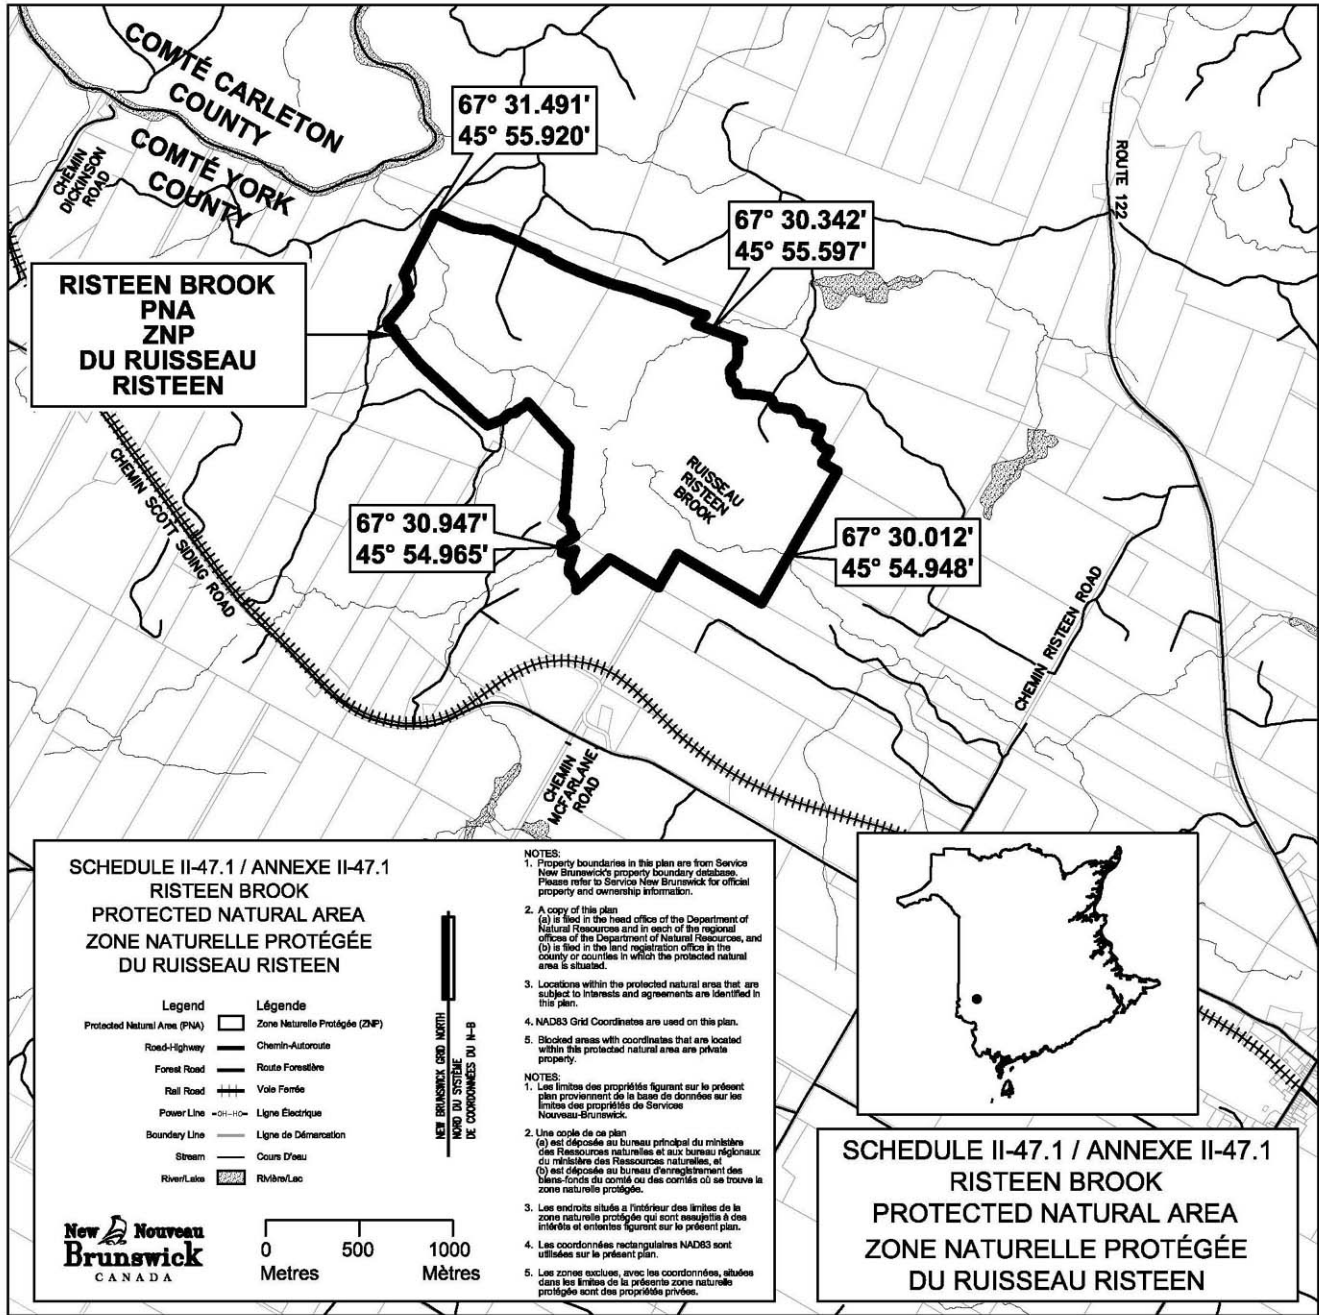 COMTÉ CARLETON
COUNTY
COMTÉ YORK
COUNTY
CHEMIN
DICKINSON
ROAD
67° 31.491'
45° 55.920'
67° 30.342'
45° 55.597'
ROUTE 122
RISTEEN BROOK
PNA
ZNP
DU RUISSEAU
RISTEEN
CHEMIN SCOTT SIDING ROAD
RUISSEAU
RISTEEN
BROOK
67° 30.947'
45° 54.965'
67° 30.012'
45° 54.948'
CHEMIN RISTEEN ROAD
CHEMIN
MCFARLANE
ROAD
SCHEDULE II-47.1 / ANNEXE II-47.1
RISTEEN BROOK
PROTECTED NATURAL AREA
ZONE NATURELLE PROTÉGÉE
DU RUISSEAU RISTEEN
Legend Légende
Protected Natural Area (PNA) Zone Naturelle Protégée (ZNP)
Road-Highway Chemin-Autoroute
Forest Road Route Forestière
Rail Road Voie Ferrée
Power Line -OH-HO- Ligne Électrique
Boundary Line Ligne de Démarcation
Stream Cours D'eau
River/Lake Rivière/Lac
NEW BRUNSWICK GRID NORTH
NORD DU SYSTÈME
DE COORDONNÉES DU N-B
New Nouveau
Brunswick
CANADA
0 500 1000
Metres Mètres
NOTES:
1. Property boundaries in this plan are from Service
New Brunswick's property boundary database.
Please refer to Service New Brunswick for official
property and ownership information.
2. A copy of this plan
(a) is filed in the head office of the Department of
Natural Resources and in each of the regional
offices of the Department of Natural Resources, and
(b) is filed in the land registration office in the
county or counties in which the protected natural
area is situated.
3. Locations within the protected natural area that are
subject to interests and agreements are identified in
this plan.
4. NAD83 Grid Coordinates are used on this plan.
5. Blocked areas with coordinates that are located
within this protected natural area are private
property.
NOTES:
1. Les limites des propriétés figurant sur le présent
plan proviennent de la base de données sur les
limites des propriétés de Services
Nouveau-Brunswick.
2. Une copie de ce plan
(a) est déposée au bureau principal du ministère
des Ressources naturelles et aux bureau régionaux
du ministère des Ressources naturelles, et
(b) est déposée au bureau d'enregistrement des
biens-fonds du comté ou des comtés où se trouve la
zone naturelle protégée.
3. Les endroits situés a l'intérieur des limites de la
zone naturelle protégée qui sont assujettis à des
intérêts et ententes figurent sur le présent plan.
4. Les coordonnées rectangulaires NAD83 sont
utilisées sur le présent plan.
5. Les zones exclues, avec les coordonnées, situées
dans les limites de la présente zone naturelle
protégée sont des propriétés privées.
SCHEDULE II-47.1 / ANNEXE II-47.1
RISTEEN BROOK
PROTECTED NATURAL AREA
ZONE NATURELLE PROTÉGÉE
DU RUISSEAU RISTEEN